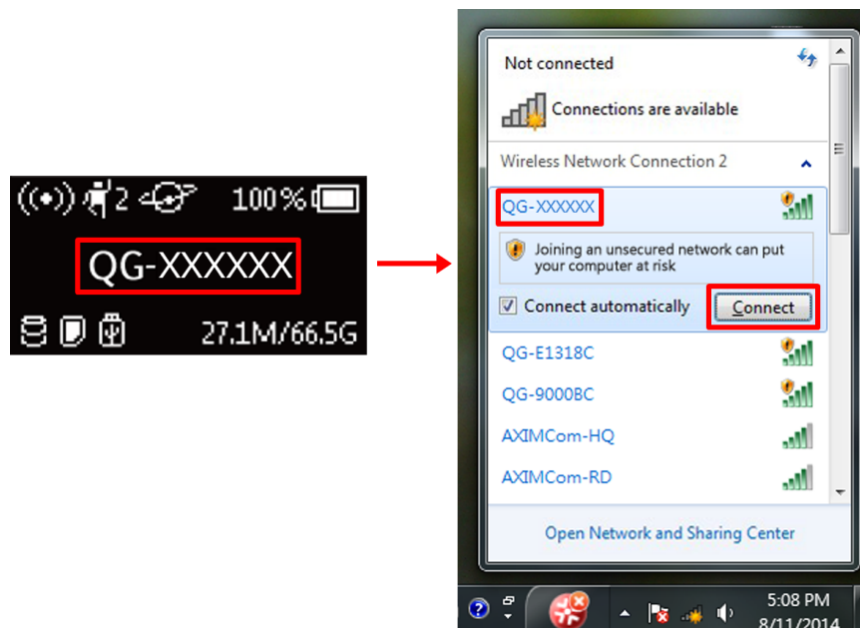 2
100%
QG-XXXXXX
27.1M/66.5G
Not connected
Connections are available
Wireless Network Connection 2
QG-XXXXXX
Joining an unsecured network can put
your computer at risk
Connect automatically
Connect
QG-E1318C
QG-9000BC
AXIMCom-HQ
AXIMCom-RD
Open Network and Sharing Center
5:08 PM
8/11/2014